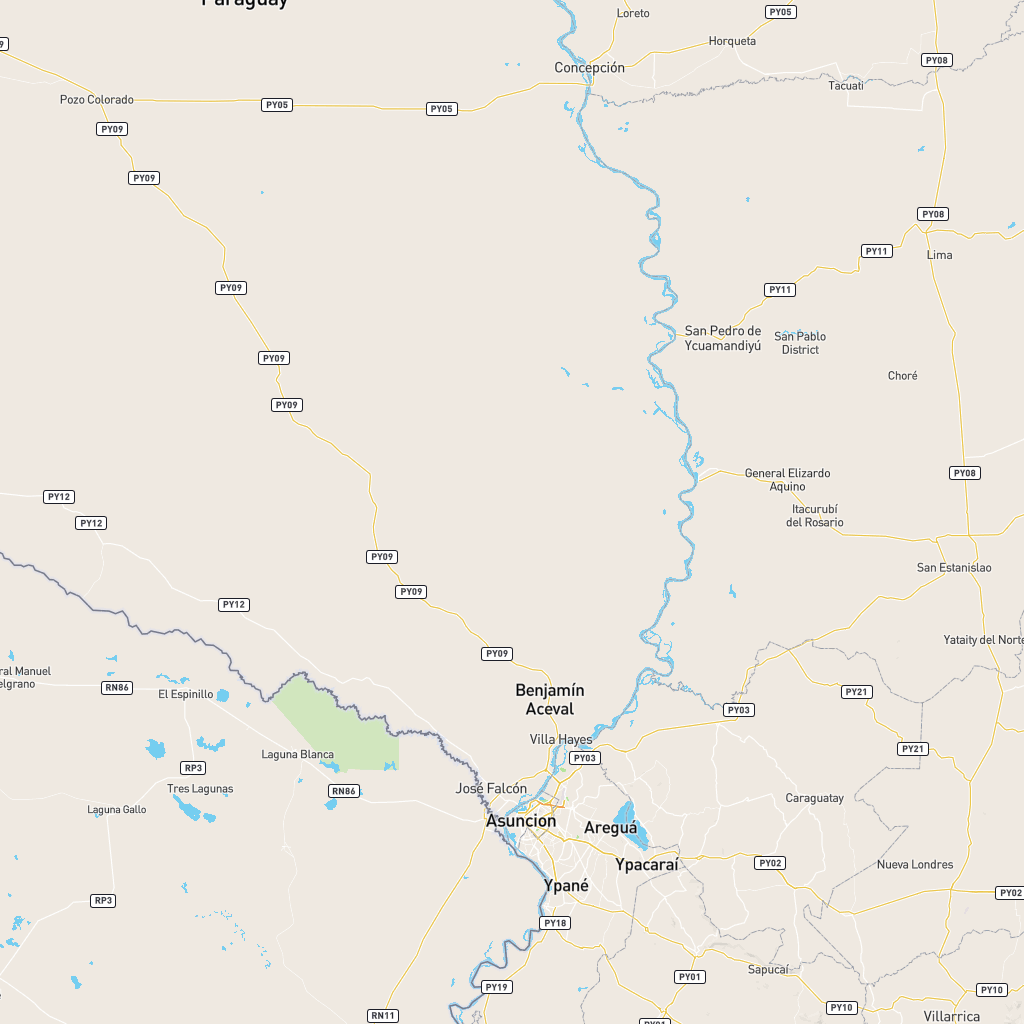 Paraguay
Loreto
PY05
Horqueta
PY08
Concepción
Tacuati
Pozo Colorado
PY05
PY05
PY09
PY09
PY08
PY11
Lima
PY09
PY11
San Pedro de
Ycuamandiyú
San Pablo
District
PY09
Choré
PY09
General Elizardo
Aquino
PY08
PY12
Itacurubí
del Rosario
PY12
PY09
San Estanislao
PY09
PY12
Yataity del Norte
PY09
ral Manuel
elgrano
RN86
El Espinillo
Benjamín
Aceval
PY21
PY03
Villa Hayes
PY21
Laguna Blanca
PY03
RP3
Tres Lagunas
RN86
José Falcón
Caraguatay
Laguna Gallo
Asuncion
Areguá
Ypacaraí
PY02
Nueva Londres
Ypané
PY02
RP3
PY18
Sapucaí
PY01
PY19
PY10
PY10
RN11
Villarrica
PY01